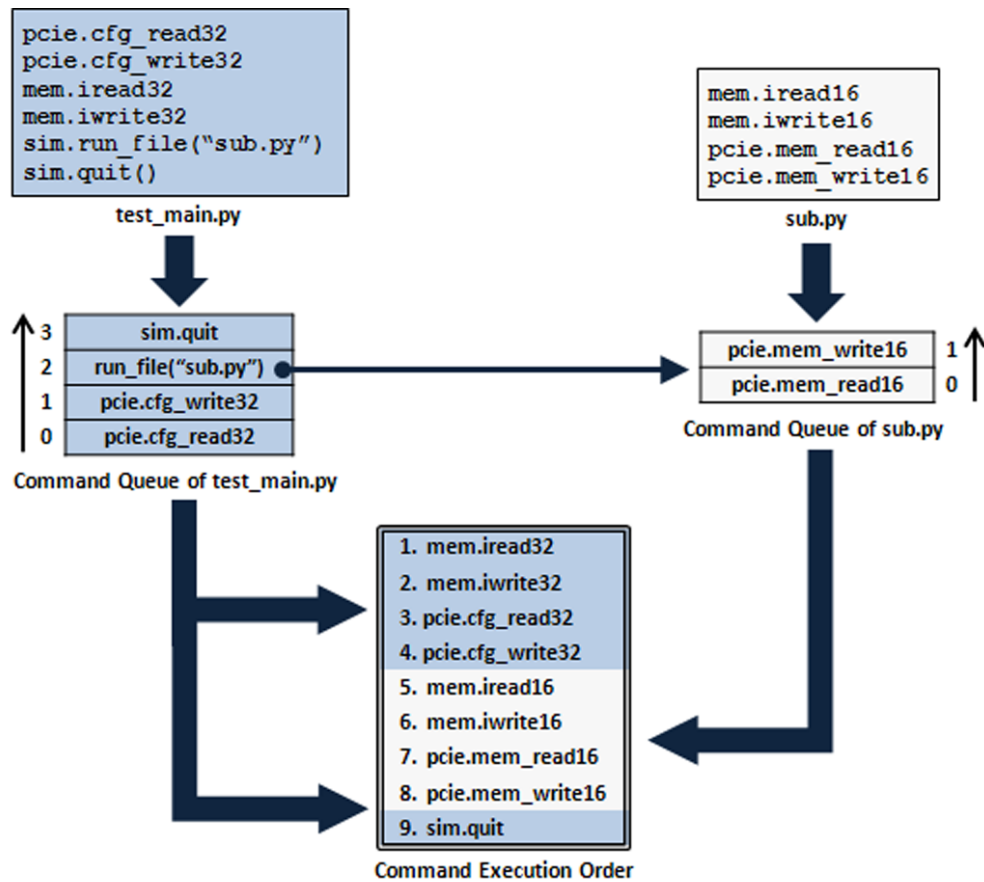 pcie.cfg_read32
pcie.cfg_write32
mem.iread32
mem.iwrite32
sim.run_file(“sub.py”)
sim.quit()
test_main.py
mem.iread16
mem.iwrite16
pcie.mem_read16
pcie.mem_write16
sub.py
3 sim.quit
2 run_file(“sub.py”)
1 pcie.cfg_write32
0 pcie.cfg_read32
Command Queue of test_main.py
pcie.mem_write16 1
pcie.mem_read16 0
Command Queue of sub.py
1. mem.iread32
2. mem.iwrite32
3. pcie.cfg_read32
4. pcie.cfg_write32
5. mem.iread16
6. mem.iwrite16
7. pcie.mem_read16
8. pcie.mem_write16
9. sim.quit
Command Execution Order